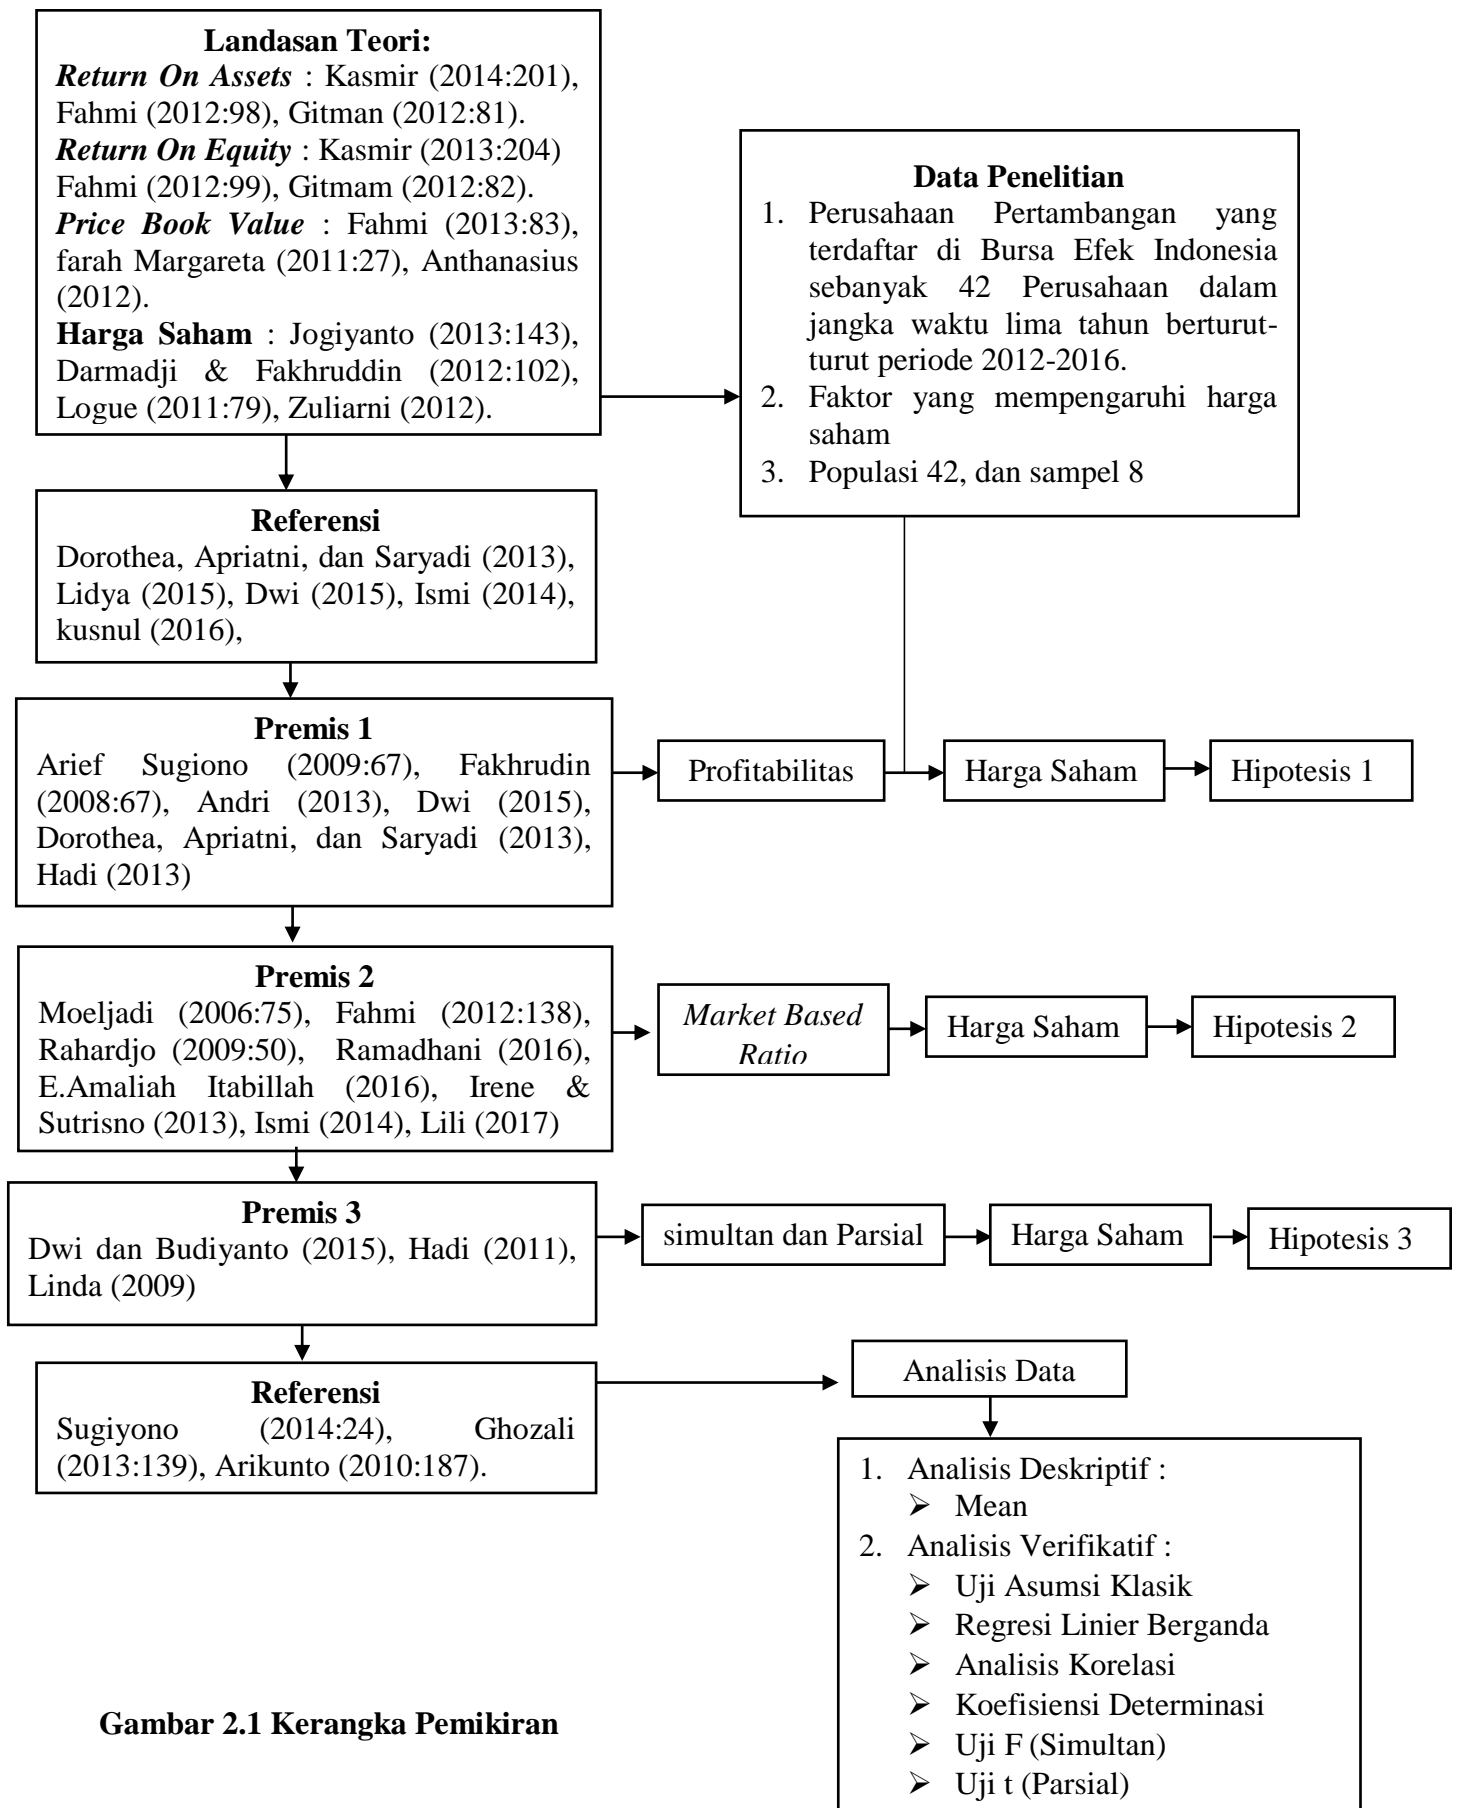 Landasan Teori:
Return On Assets : Kasmir (2014:201),
Fahmi (2012:98), Gitman (2012:81).
Return On Equity : Kasmir (2013:204)
Fahmi (2012:99), Gitmam (2012:82).
Price Book Value : Fahmi (2013:83),
farah Margareta (2011:27), Anthanasius
(2012).
Harga Saham : Jogiyanto (2013:143),
Darmadji & Fakhruddin (2012:102),
Logue (2011:79), Zuliarni (2012).
Data Penelitian
1. Perusahaan Pertambangan yang
terdaftar di Bursa Efek Indonesia
sebanyak 42 Perusahaan dalam
jangka waktu lima tahun berturut-
turut periode 2012-2016.
2. Faktor yang mempengaruhi harga
saham
3. Populasi 42, dan sampel 8
Referensi
Dorothea, Apriatni, dan Saryadi (2013),
Lidya (2015), Dwi (2015), Ismi (2014),
kusnul (2016),
Premis 1
Arief Sugiono (2009:67), Fakhrudin
(2008:67), Andri (2013), Dwi (2015),
Dorothea, Apriatni, dan Saryadi (2013),
Hadi (2013)
Profitabilitas
Harga Saham
Hipotesis 1
Premis 2
Moeljadi (2006:75), Fahmi (2012:138),
Rahardjo (2009:50), Ramadhani (2016),
E.Amaliah Itabillah (2016), Irene &
Sutrisno (2013), Ismi (2014), Lili (2017)
Market Based
Ratio
Harga Saham
Hipotesis 2
Premis 3
Dwi dan Budiyanto (2015), Hadi (2011),
Linda (2009)
simultan dan Parsial
Harga Saham
Hipotesis 3
Referensi
Sugiyono (2014:24), Ghozali
(2013:139), Arikunto (2010:187).
Analisis Data
1. Analisis Deskriptif :
➢ Mean
2. Analisis Verifikatif :
➢ Uji Asumsi Klasik
➢ Regresi Linier Berganda
➢ Analisis Korelasi
➢ Koefisiensi Determinasi
➢ Uji F (Simultan)
➢ Uji t (Parsial)
Gambar 2.1 Kerangka Pemikiran